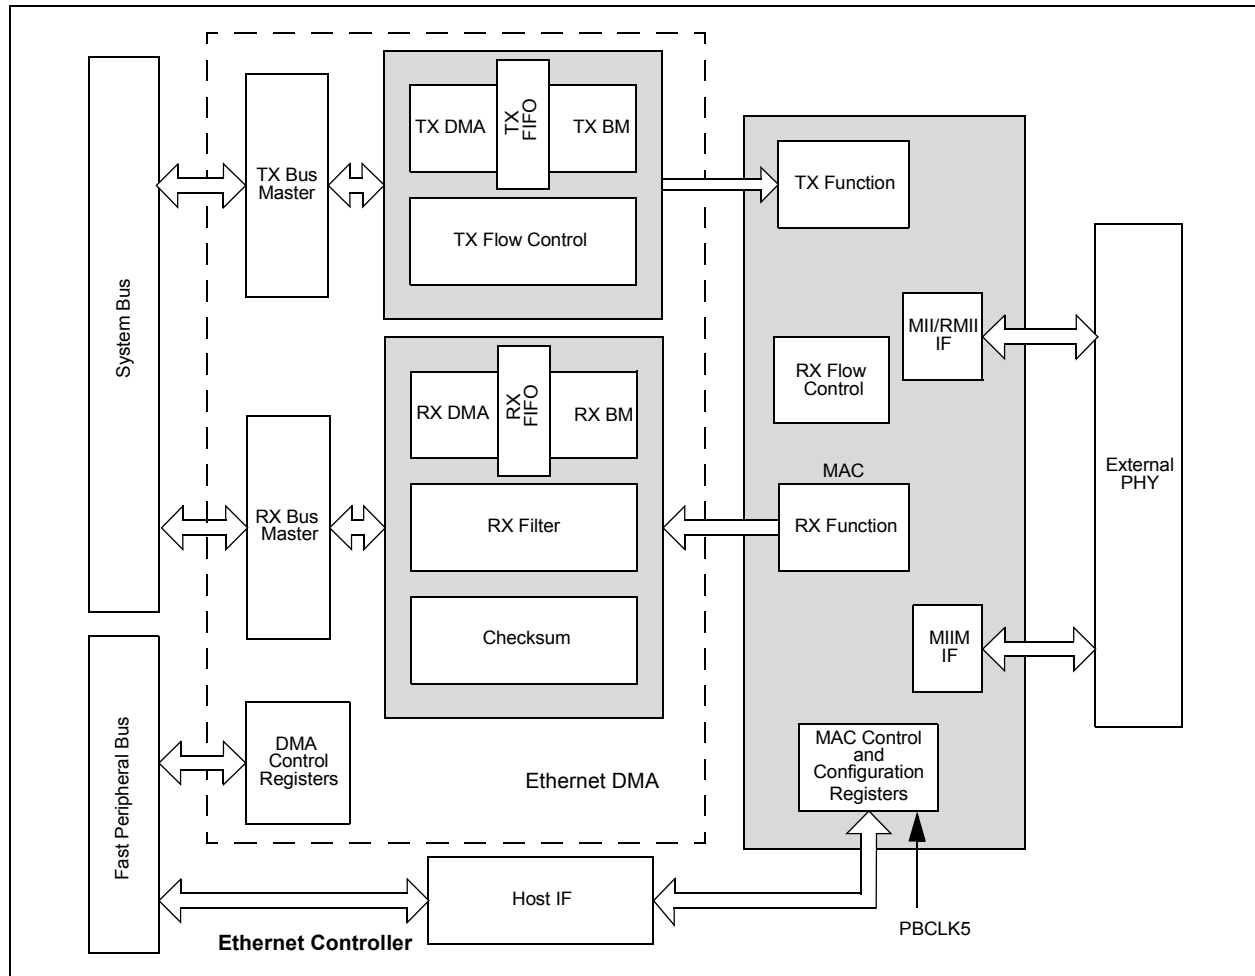 System Bus
TX Bus
Master
TX DMA
TX
FIFO
TX BM
TX Flow Control
TX Function
MII/RMII
IF
RX Flow
Control
RX DMA
RX
FIFO
RX BM
RX Filter
Checksum
RX Bus
Master
MAC
RX Function
External
PHY
MIIM
IF
Fast Peripheral Bus
DMA
Control
Registers
Ethernet DMA
MAC Control
and
Configuration
Registers
Host IF
PBCLK5
Ethernet Controller